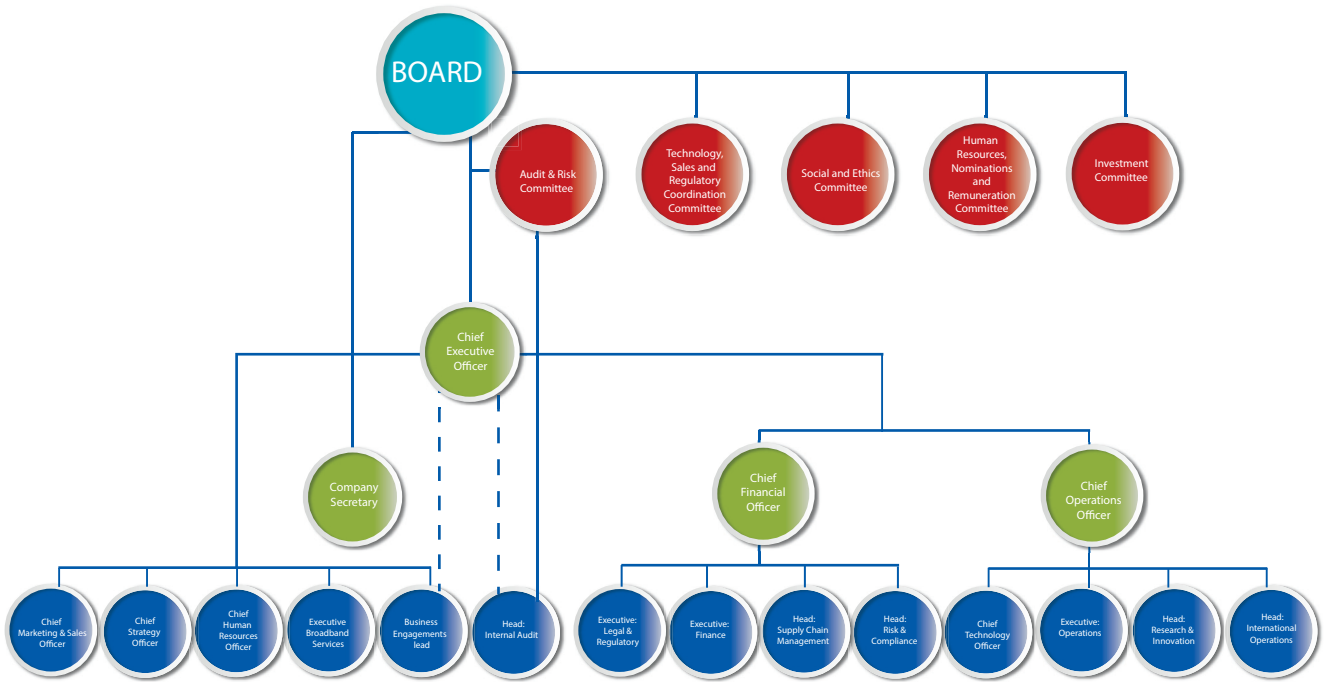 BOARD
Audit & Risk
Committee
Technology,
Sales and
Regulatory
Coordination
Committee
Social and Ethics
Committee
Human
Resources,
Nominations
and
Remuneration
Committee
Investment
Committee
Chief
Executive
Officer
Company
Secretary
Chief
Financial
Officer
Chief
Operations
Officer
Chief
Marketing & Sales
Officer
Chief
Strategy
Officer
Chief
Human
Resources
Officer
Executive
Broadband
Services
Business
Engagements
lead
Head:
Internal Audit
Executive:
Legal &
Regulatory
Executive:
Finance
Head:
Supply Chain
Management
Head:
Risk &
Compliance
Chief
Technology
Officer
Executive:
Operations
Head:
Research &
Innovation
Head:
International
Operations